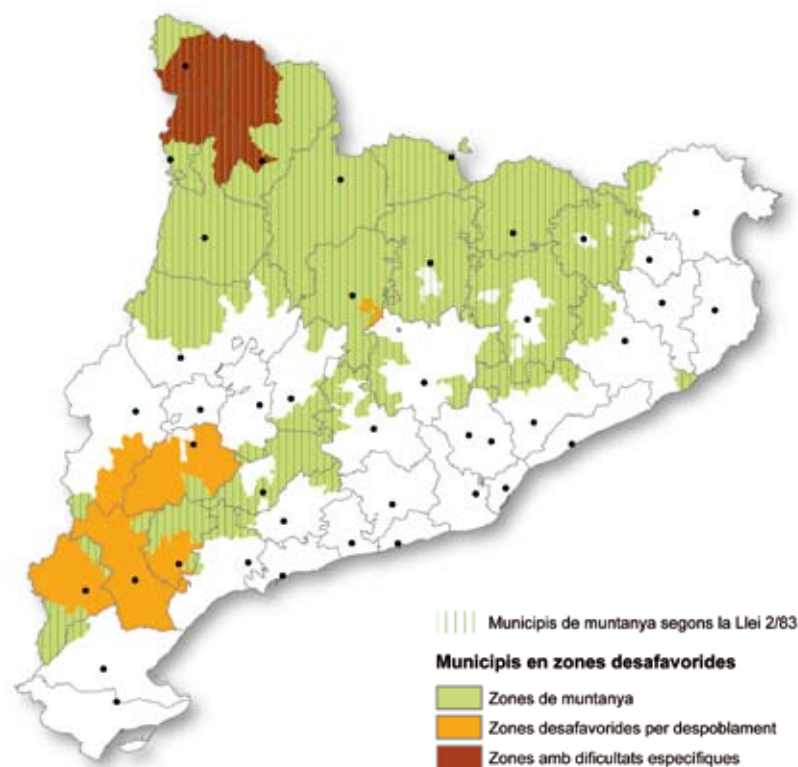 Municipis de muntanya segons la Llei 2/83
Municipis en zones desafavorides
Zones de muntanya
Zones desafavorides per despoblament
Zones amb dificultats específiques